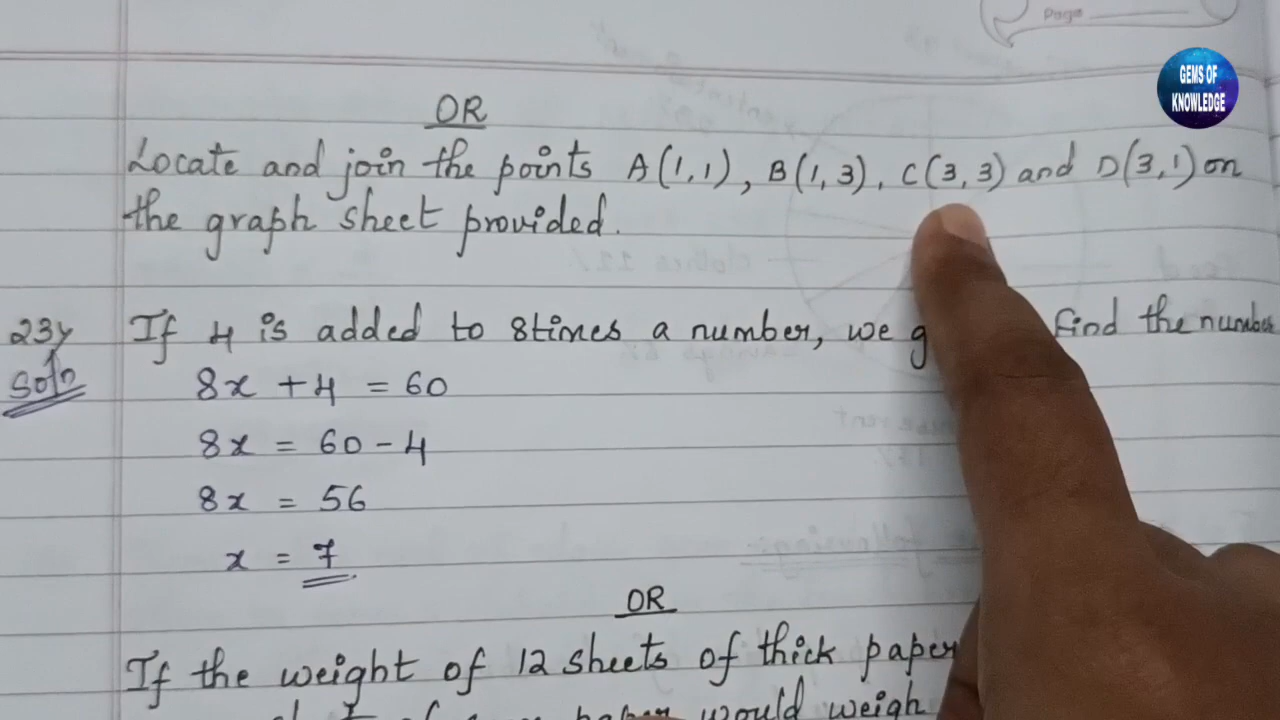 Page
GEMS OF
KNOWLEDGE
OR
Locate and join the points A(1,1), B(1,3), C(3,3) and D(3,1) on
the graph sheet provided.
23y If 4 is added to 8times a number, we g find the number
Soln
8x + 4 = 60
8x = 60 - 4
8x = 56
x = 7
OR
If the weight of 12 sheets of thick paper
would weigh